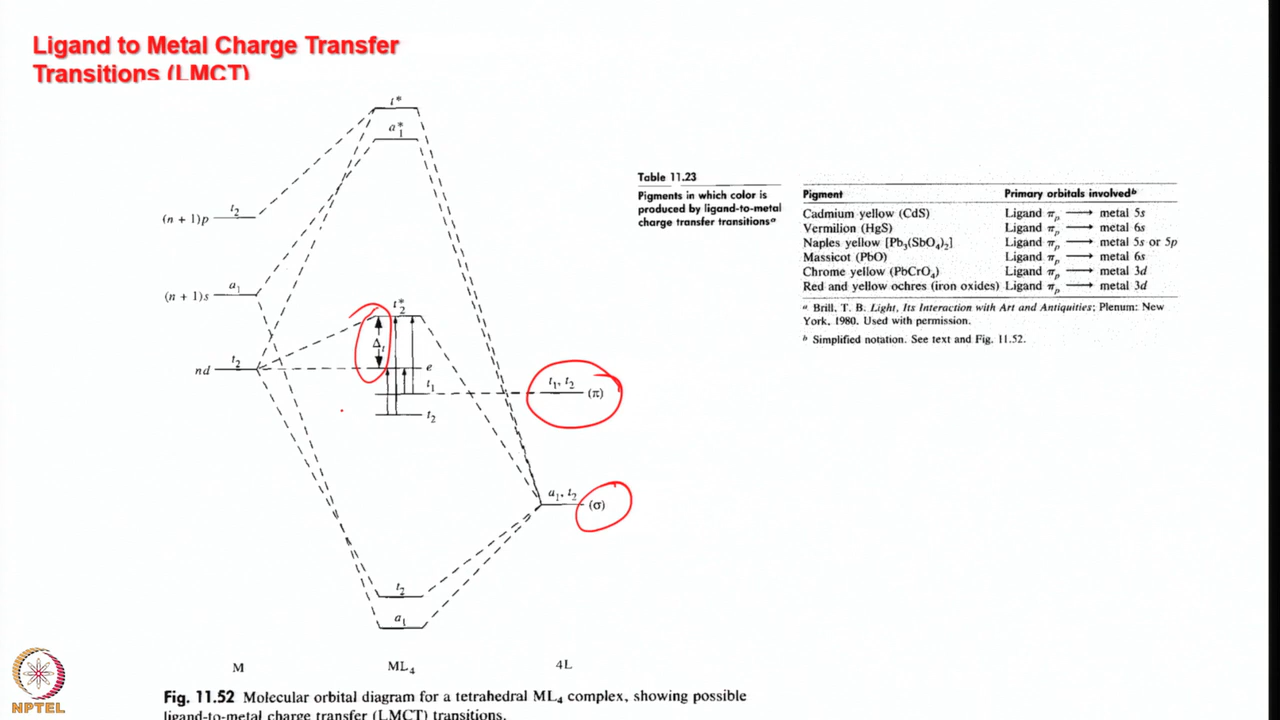 Ligand to Metal Charge Transfer
Transitions (LMCT)
t*
a₁*
t₂
(n + 1)p
a₁
(n + 1)s
t₂*
Δt
t₂
nd
e
t₁
t₁, t₂
(π)
t₂
a₁, t₂
(σ)
t₂
a₁
M
ML₄
4L
Fig. 11.52 Molecular orbital diagram for a tetrahedral ML₄ complex, showing possible
ligand-to-metal charge transfer (LMCT) transitions.
Table 11.23
Pigments in which color is
produced by ligand-to-metal
charge transfer transitionsᵃ
Pigment Primary orbitals involvedᵇ
Cadmium yellow (CdS) Ligand πₚ ⟶ metal 5s
Vermilion (HgS) Ligand πₚ ⟶ metal 6s
Naples yellow [Pb₃(SbO₄)₂] Ligand πₚ ⟶ metal 5s or 5p
Massicot (PbO) Ligand πₚ ⟶ metal 6s
Chrome yellow (PbCrO₄) Ligand πₚ ⟶ metal 3d
Red and yellow ochres (iron oxides) Ligand πₚ ⟶ metal 3d
ᵃ Brill, T. B. Light, Its Interaction with Art and Antiquities; Plenum: New
York, 1980. Used with permission.
ᵇ Simplified notation. See text and Fig. 11.52.
NPTEL